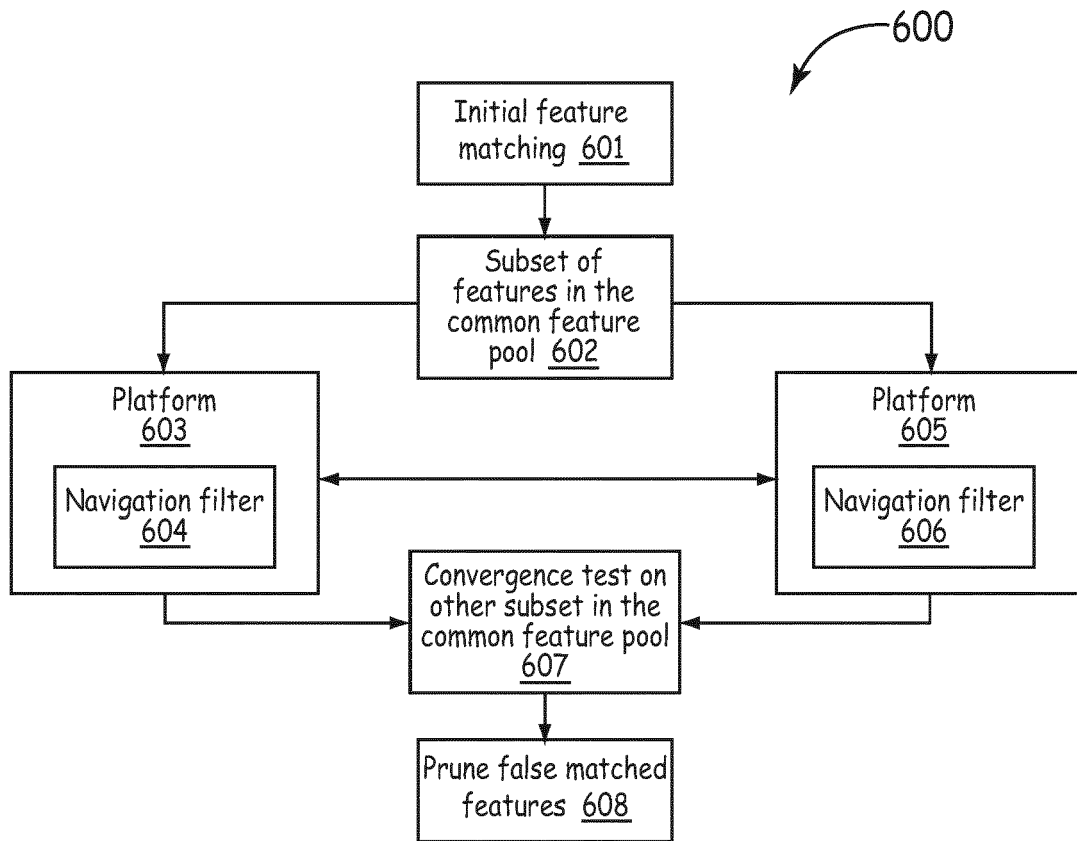 600
Initial feature
matching 601
Subset of
features in the
common feature
pool 602
Platform
603
Navigation filter
604
Platform
605
Navigation filter
606
Convergence test on
other subset in the
common feature pool
607
Prune false matched
features 608